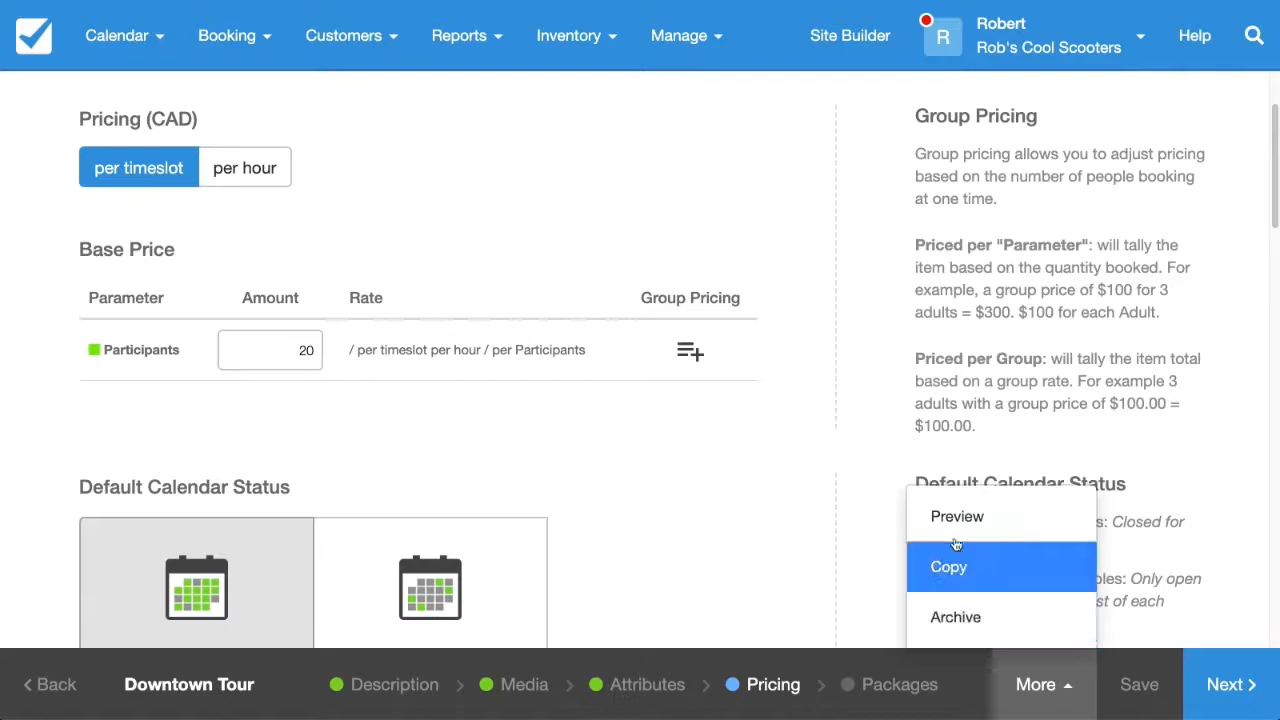 Calendar Booking Customers Reports Inventory Manage Site Builder R Robert Help
Rob's Cool Scooters
Pricing (CAD)
per timeslot per hour
Base Price
Parameter Amount Rate Group Pricing
Participants 20 / per timeslot per hour / per Participants
Default Calendar Status
Group Pricing
Group pricing allows you to adjust pricing
based on the number of people booking
at one time.
Priced per "Parameter": will tally the
item based on the quantity booked. For
example, a group price of $100 for 3
adults = $300. $100 for each Adult.
Priced per Group: will tally the item total
based on a group rate. For example 3
adults with a group price of $100.00 =
$100.00.
Default Calendar Status
s: Closed for
ples: Only open
st of each
Preview
Copy
Archive
Back Downtown Tour Description Media Attributes Pricing Packages More Save Next